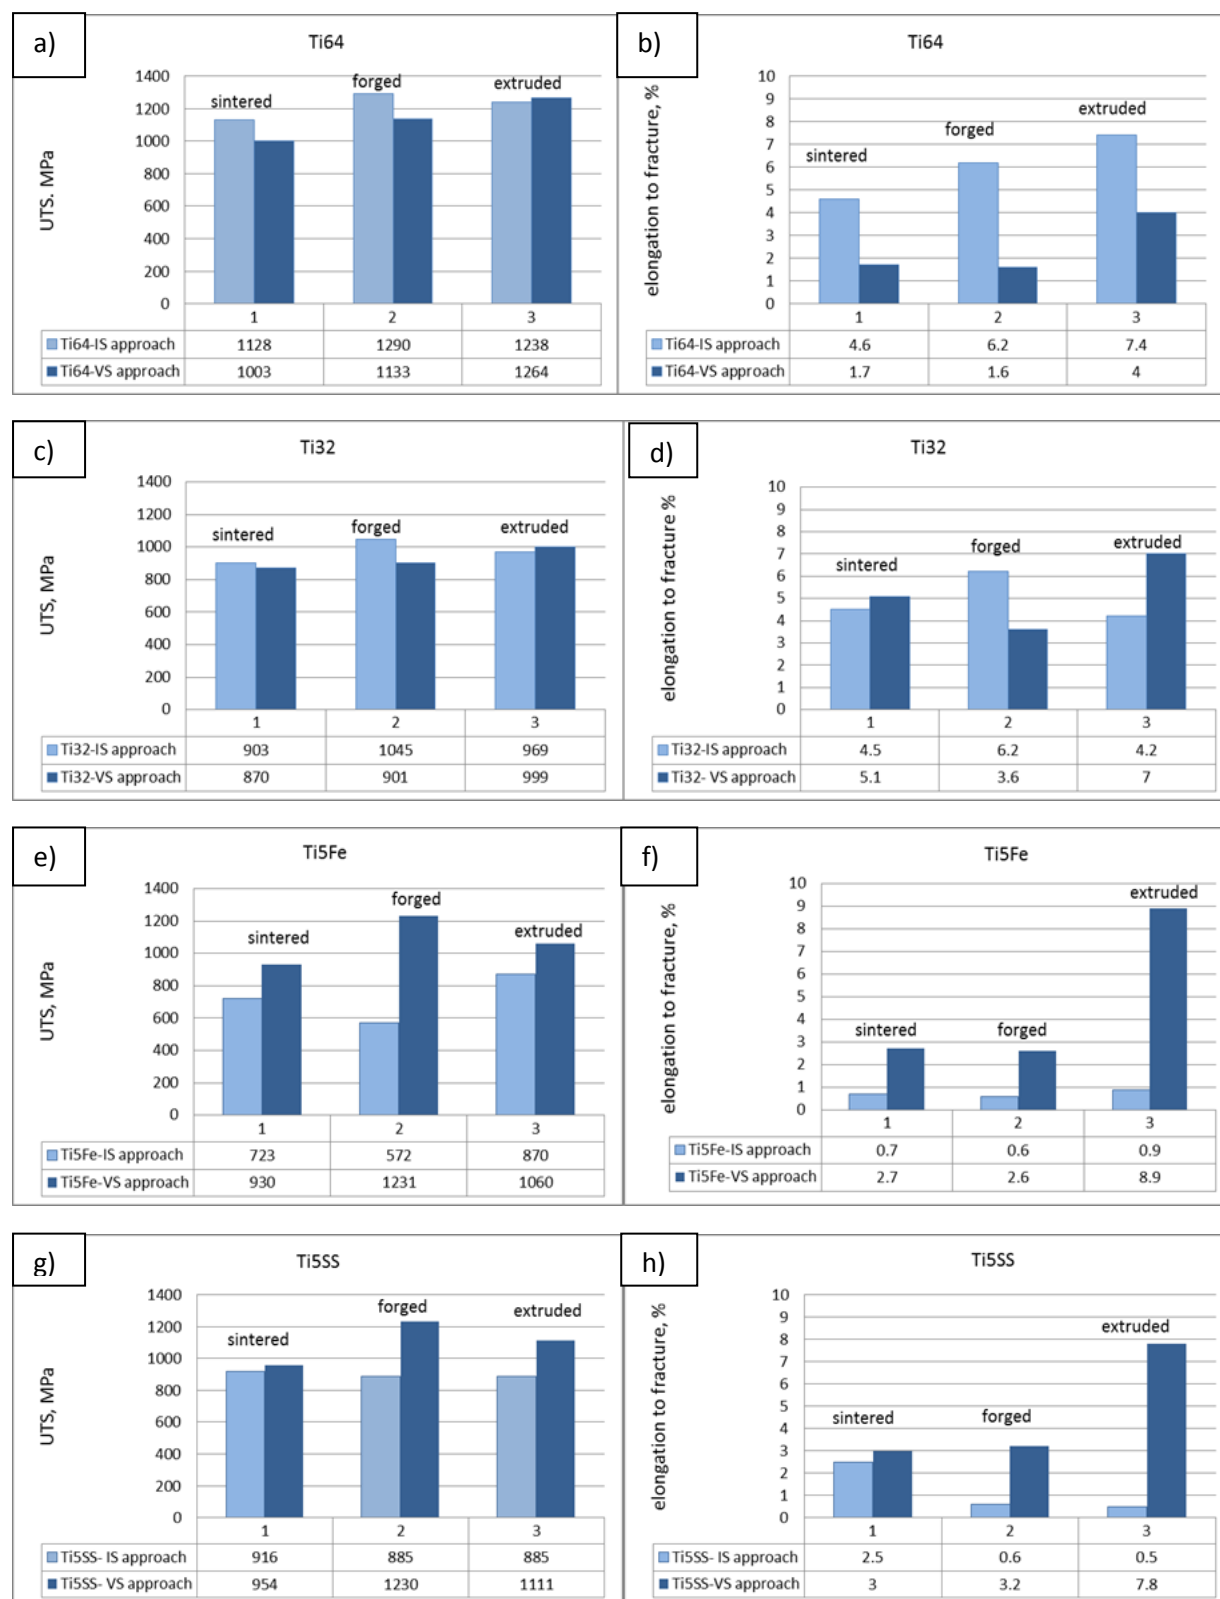 a)
Ti64
UTS. MPa
1400
1200
1000
800
600
400
200
0
sintered
forged
extruded
1 2 3
Ti64-IS approach 1128 1290 1238
Ti64-VS approach 1003 1133 1264
b)
Ti64
elongation to fracture, %
10
9
8
7
6
5
4
3
2
1
0
sintered
forged
extruded
1 2 3
Ti64-IS approach 4.6 6.2 7.4
Ti64-VS approach 1.7 1.6 4
c)
Ti32
UTS, MPa
1400
1200
1000
800
600
400
200
0
sintered
forged
extruded
1 2 3
Ti32-IS approach 903 1045 969
Ti32-VS approach 870 901 999
d)
Ti32
elongation to fracture %
10
9
8
7
6
5
4
3
2
1
0
sintered
forged
extruded
1 2 3
Ti32-IS approach 4.5 6.2 4.2
Ti32- VS approach 5.1 3.6 7
e)
Ti5Fe
UTS, MPa
1400
1200
1000
800
600
400
200
0
sintered
forged
extruded
1 2 3
Ti5Fe-IS approach 723 572 870
Ti5Fe-VS approach 930 1231 1060
f)
Ti5Fe
elongation to fracture, %
10
9
8
7
6
5
4
3
2
1
0
sintered
forged
extruded
1 2 3
Ti5Fe-IS approach 0.7 0.6 0.9
Ti5Fe-VS approach 2.7 2.6 8.9
g)
Ti5SS
UTS, MPa
1400
1200
1000
800
600
400
200
0
sintered
forged
extruded
1 2 3
Ti5SS- IS approach 916 885 885
Ti5SS- VS approach 954 1230 1111
h)
Ti5SS
elongation to fracture, %
10
9
8
7
6
5
4
3
2
1
0
sintered
forged
extruded
1 2 3
Ti5SS- IS approach 2.5 0.6 0.5
Ti5SS-VS approach 3 3.2 7.8